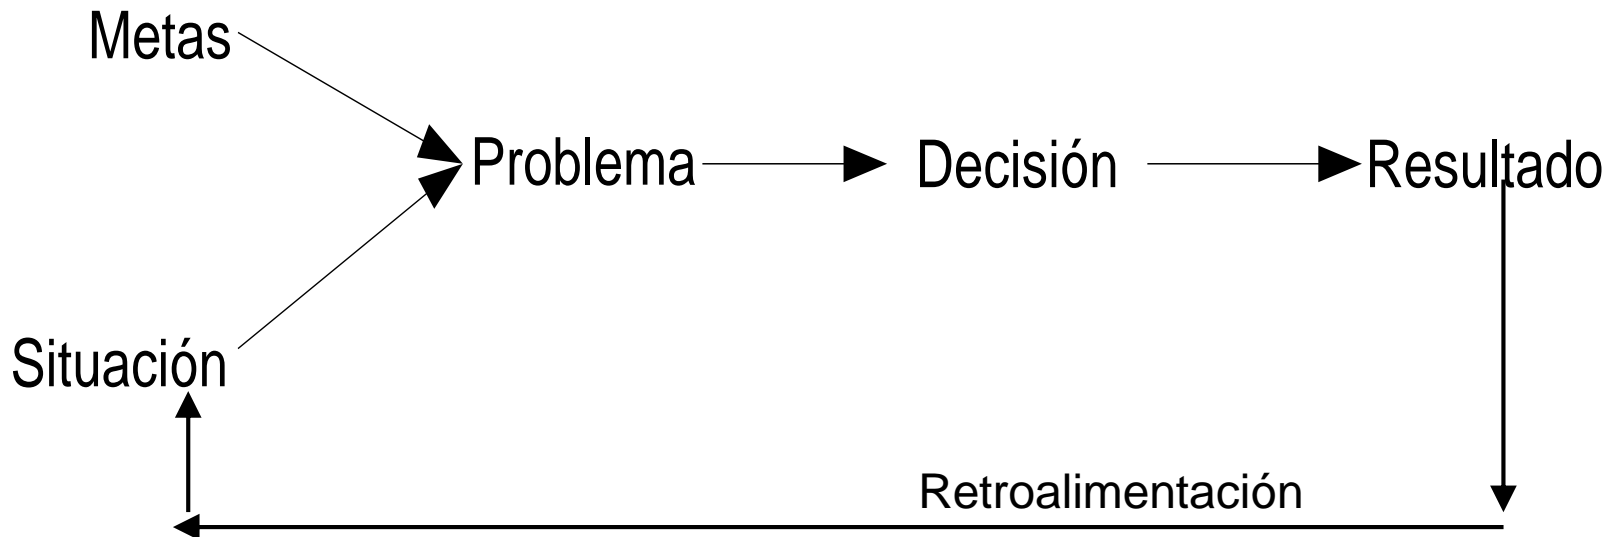 Metas
Problema
Decisión
Resultado
Situación
Retroalimentación